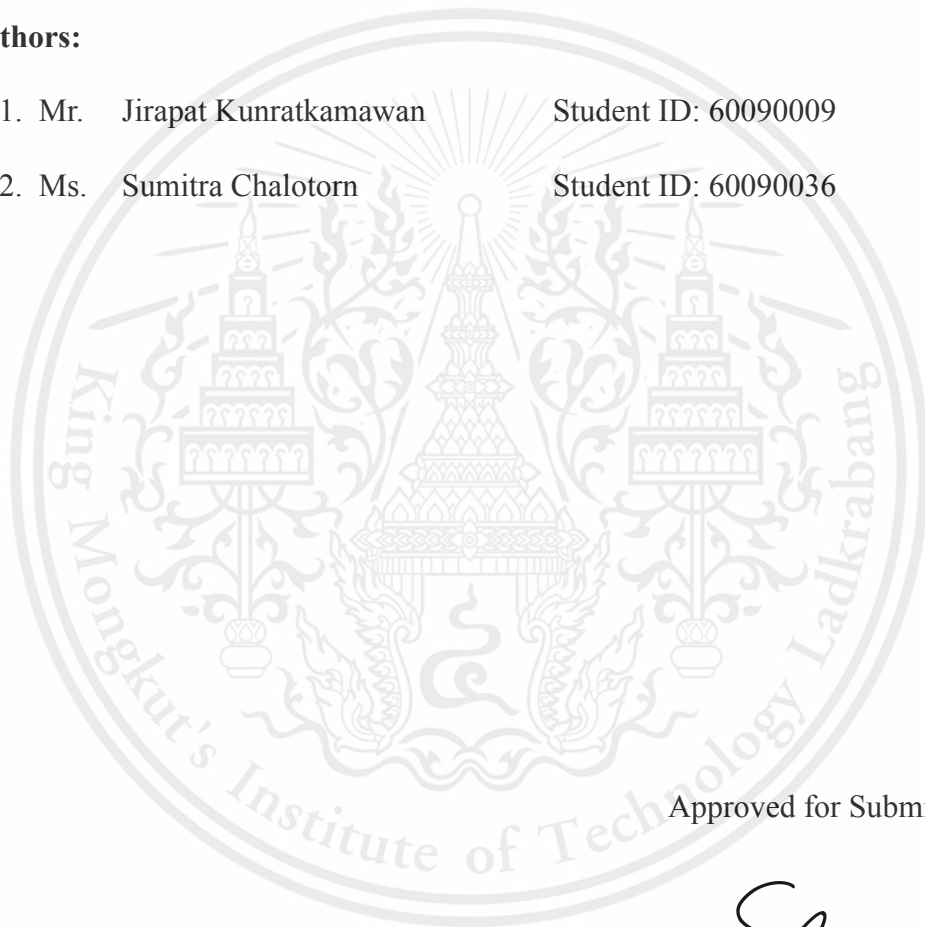 thors:
1. Mr. Jirapat Kunratkamawan Student ID: 60090009
2. Ms. Sumitra Chalotorn Student ID: 60090036
King Mongkut's Institute of Technology Ladkrabang
Approved for Submi